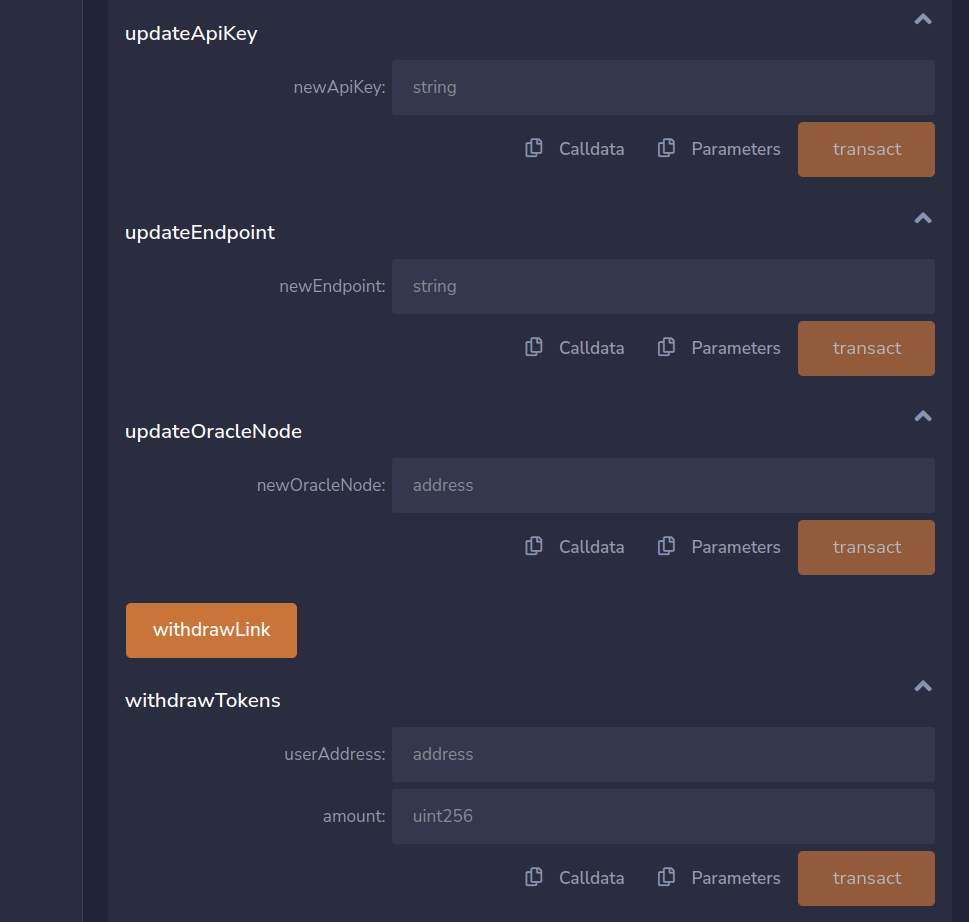 updateApiKey
newApiKey: string
Calldata Parameters transact
updateEndpoint
newEndpoint: string
Calldata Parameters transact
updateOracleNode
newOracleNode: address
Calldata Parameters transact
withdrawLink
withdrawTokens
userAddress: address
amount: uint256
Calldata Parameters transact